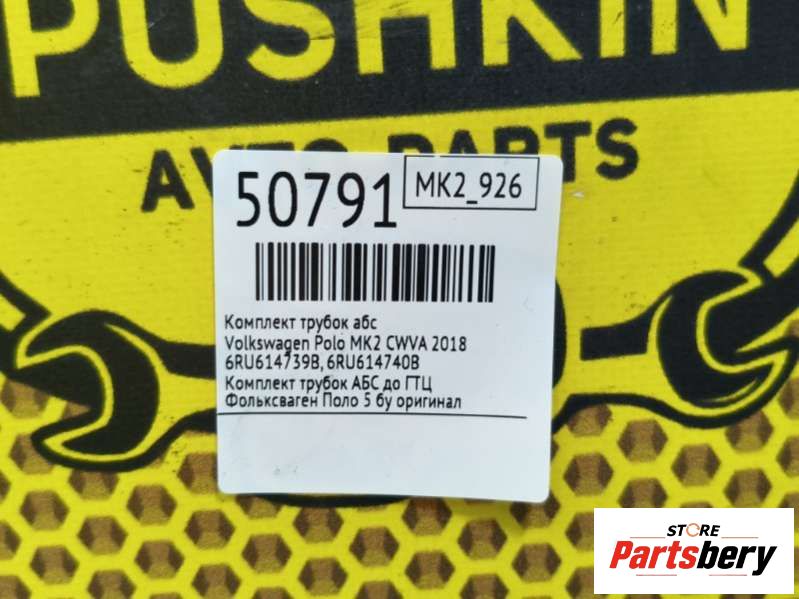 PUSHKIN
AVTO PARTS
50791
MK2_926
Комплект трубок абс
Volkswagen Polo MK2 CWVA 2018
6RU614739B, 6RU614740B
Комплект трубок АБС до ГТЦ
Фольксваген Поло 5 бу оригинал
STORE
Partsbery